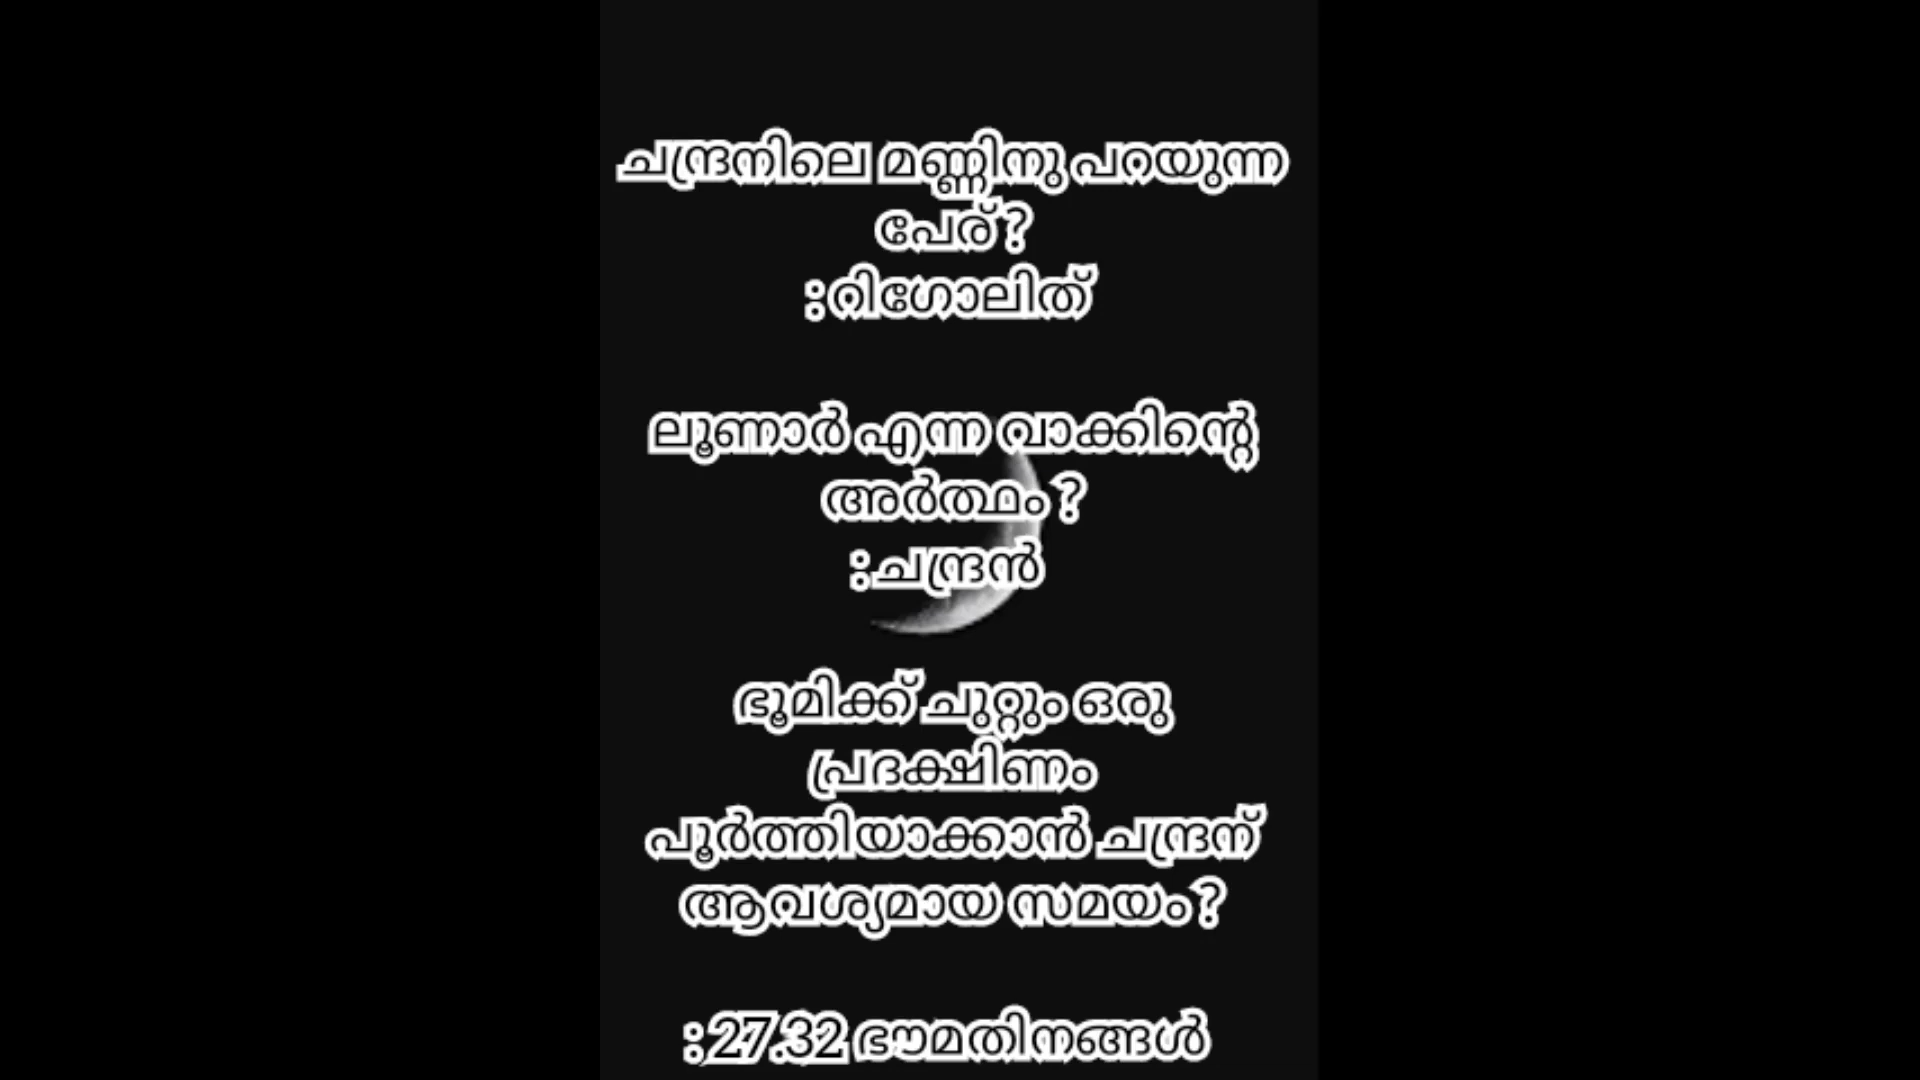 ചന്ദ്രനിലെ മണ്ണിനു പറയുന്ന
പേര് ?
:റിഗോലിത്
ലൂണാർ എന്ന വാക്കിന്റെ
അർത്ഥം ?
:ചന്ദ്രൻ
ഭൂമിക്ക് ചുറ്റും ഒരു
പ്രദക്ഷിണം
പൂർത്തിയാക്കാൻ ചന്ദ്രന്
ആവശ്യമായ സമയം ?
:27.32 ഭൗമതിനങ്ങൾ